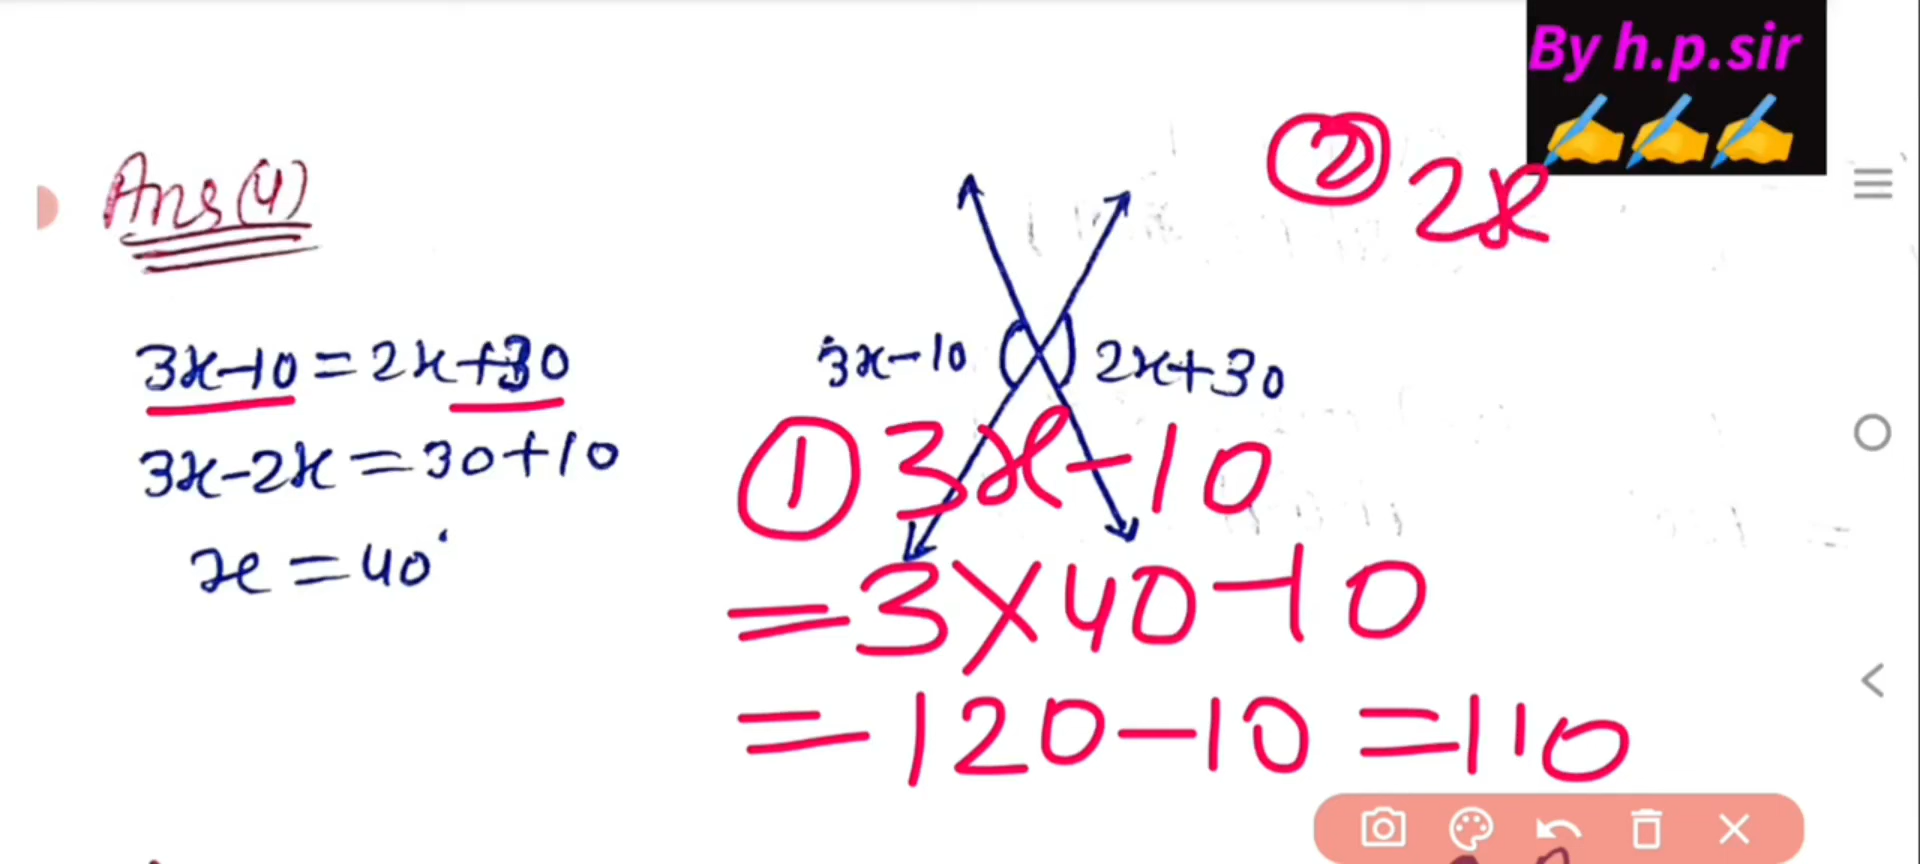 By h.p.sir
Ans(4)
② 2x
3x-10=2x+30
3x-10 2x+30
3x-2x=30+10
① 3x-10
x=40°
=3×40-10
=120-10=110